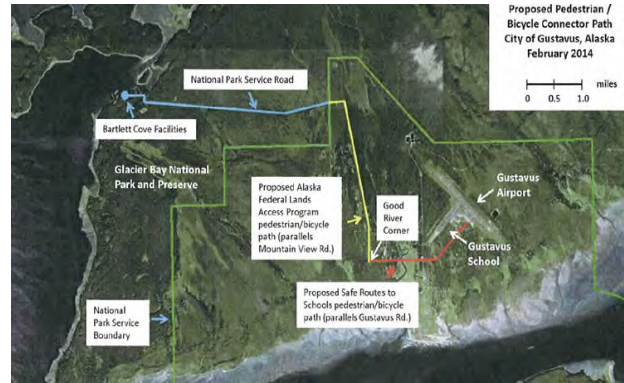 Proposed Pedestrian /
Bicycle Connector Path
City of Gustavus, Alaska
February 2014
miles
0 0.5 1.0
National Park Service Road
Bartlett Cove Facilities
Glacier Bay National
Park and Preserve
Proposed Alaska
Federal Lands
Access Program
pedestrian/bicycle
path (parallels
Mountain View Rd.)
Good
River
Corner
Gustavus
Airport
Gustavus
School
Proposed Safe Routes to
Schools pedestrian/bicycle
path (parallels Gustavus Rd.)
National
Park Service
Boundary